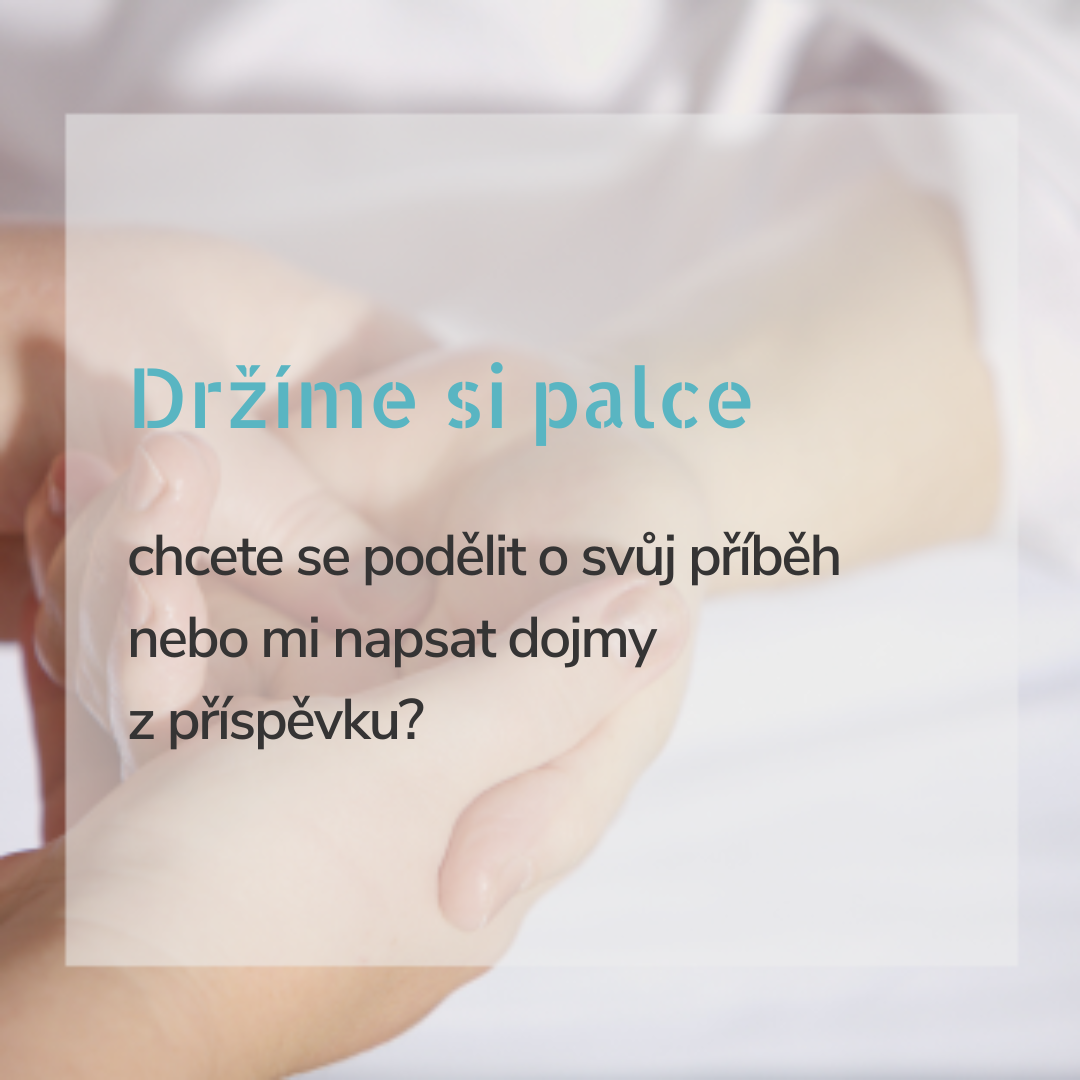 Držíme si palce
chcete se podělit o svůj příběh
nebo mi napsat dojmy
z příspěvku?